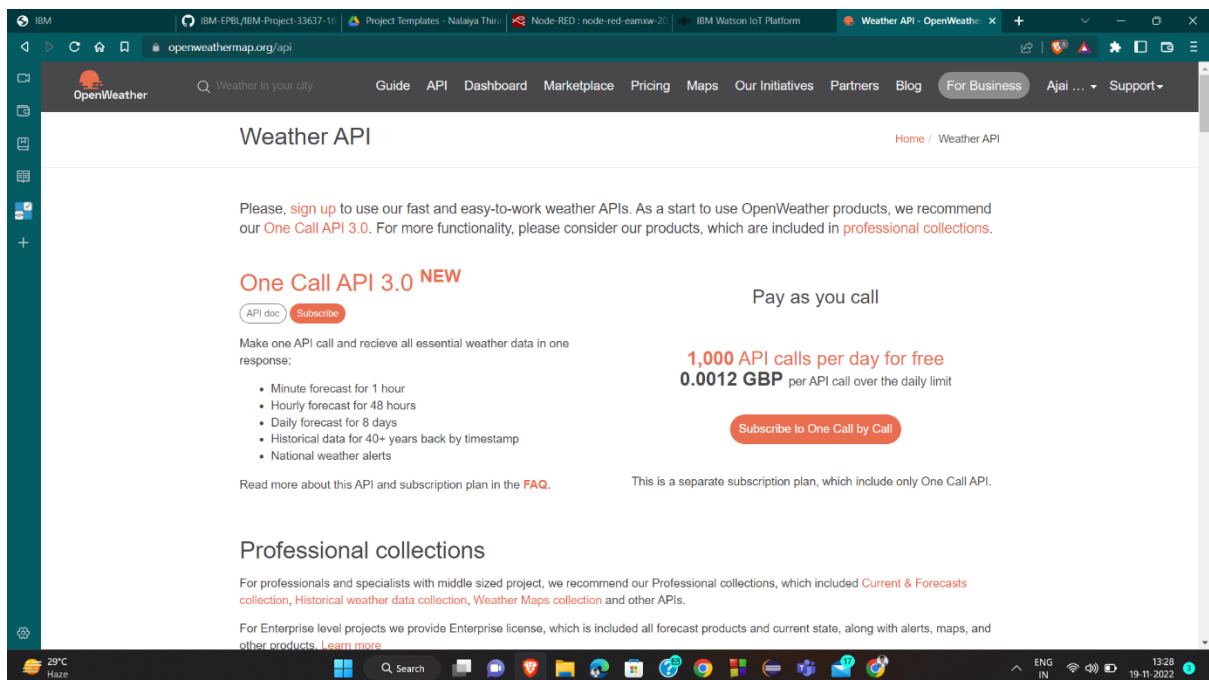 IBM
IBM-EPBL/IBM-Project-33637-16
Project Templates - Nalaiya Thira
Node-RED : node-red-eamxw-20
IBM Watson IoT Platform
Weather API - OpenWeather
openweathermap.org/api
OpenWeather
Weather in your city
Guide API Dashboard Marketplace Pricing Maps Our Initiatives Partners Blog For Business Ajai ... Support
Weather API
Home / Weather API
Please, sign up to use our fast and easy-to-work weather APIs. As a start to use OpenWeather products, we recommend
our One Call API 3.0. For more functionality, please consider our products, which are included in professional collections.
One Call API 3.0 NEW
API doc Subscribe
Make one API call and recieve all essential weather data in one
response:
• Minute forecast for 1 hour
• Hourly forecast for 48 hours
• Daily forecast for 8 days
• Historical data for 40+ years back by timestamp
• National weather alerts
Read more about this API and subscription plan in the FAQ.
Pay as you call
1,000 API calls per day for free
0.0012 GBP per API call over the daily limit
Subscribe to One Call by Call
This is a separate subscription plan, which include only One Call API.
Professional collections
For professionals and specialists with middle sized project, we recommend our Professional collections, which included Current & Forecasts
collection, Historical weather data collection, Weather Maps collection and other APIs.
For Enterprise level projects we provide Enterprise license, which is included all forecast products and current state, along with alerts, maps, and
other products. Learn more
29°C
Haze
Search
17
ENG
IN
13:28
19-11-2022
3